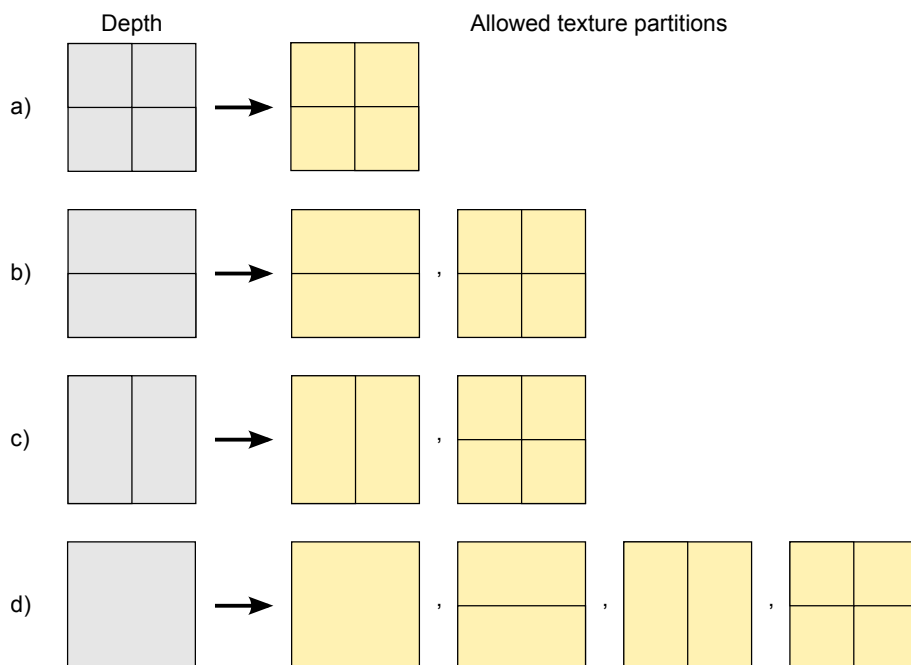 Depth Allowed texture partitions
a)
b) ,
c) ,
d) , , ,